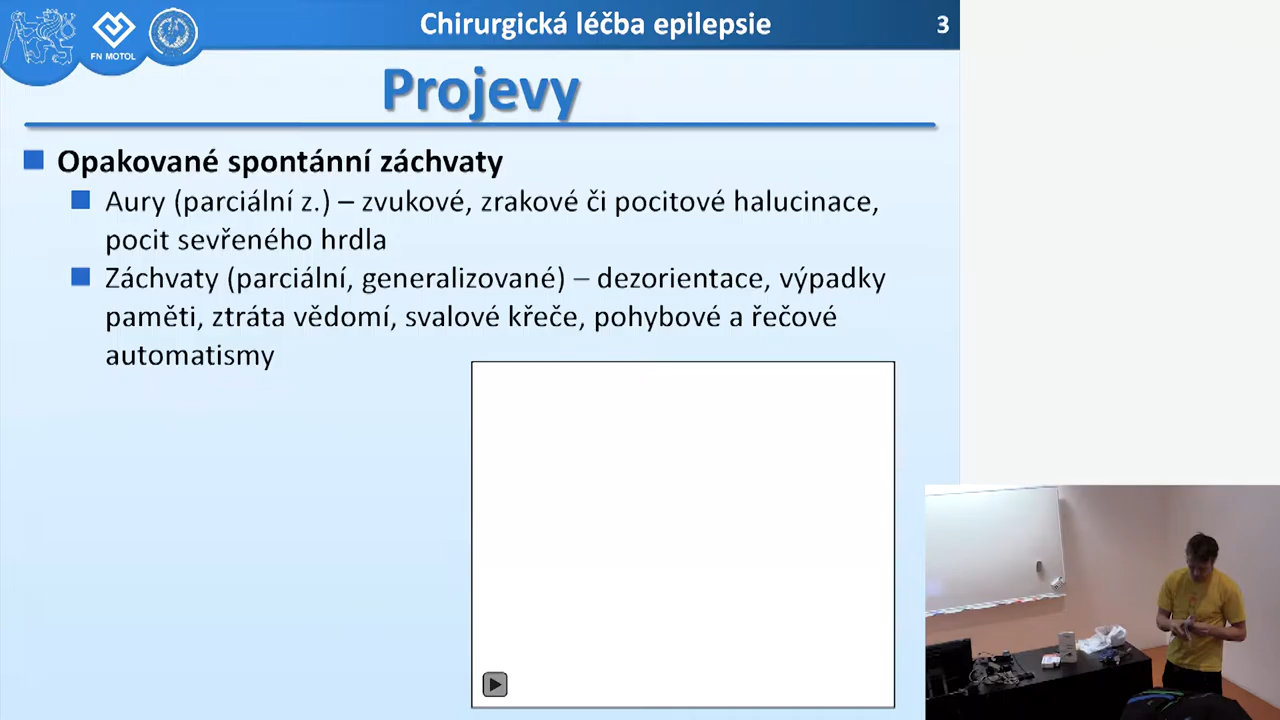 Chirurgická léčba epilepsie
3
FN MOTOL
Projevy
Opakované spontánní záchvaty
Aury (parciální z.) – zvukové, zrakové či pocitové halucinace,
pocit sevřeného hrdla
Záchvaty (parciální, generalizované) – dezorientace, výpadky
paměti, ztráta vědomí, svalové křeče, pohybové a řečové
automatismy